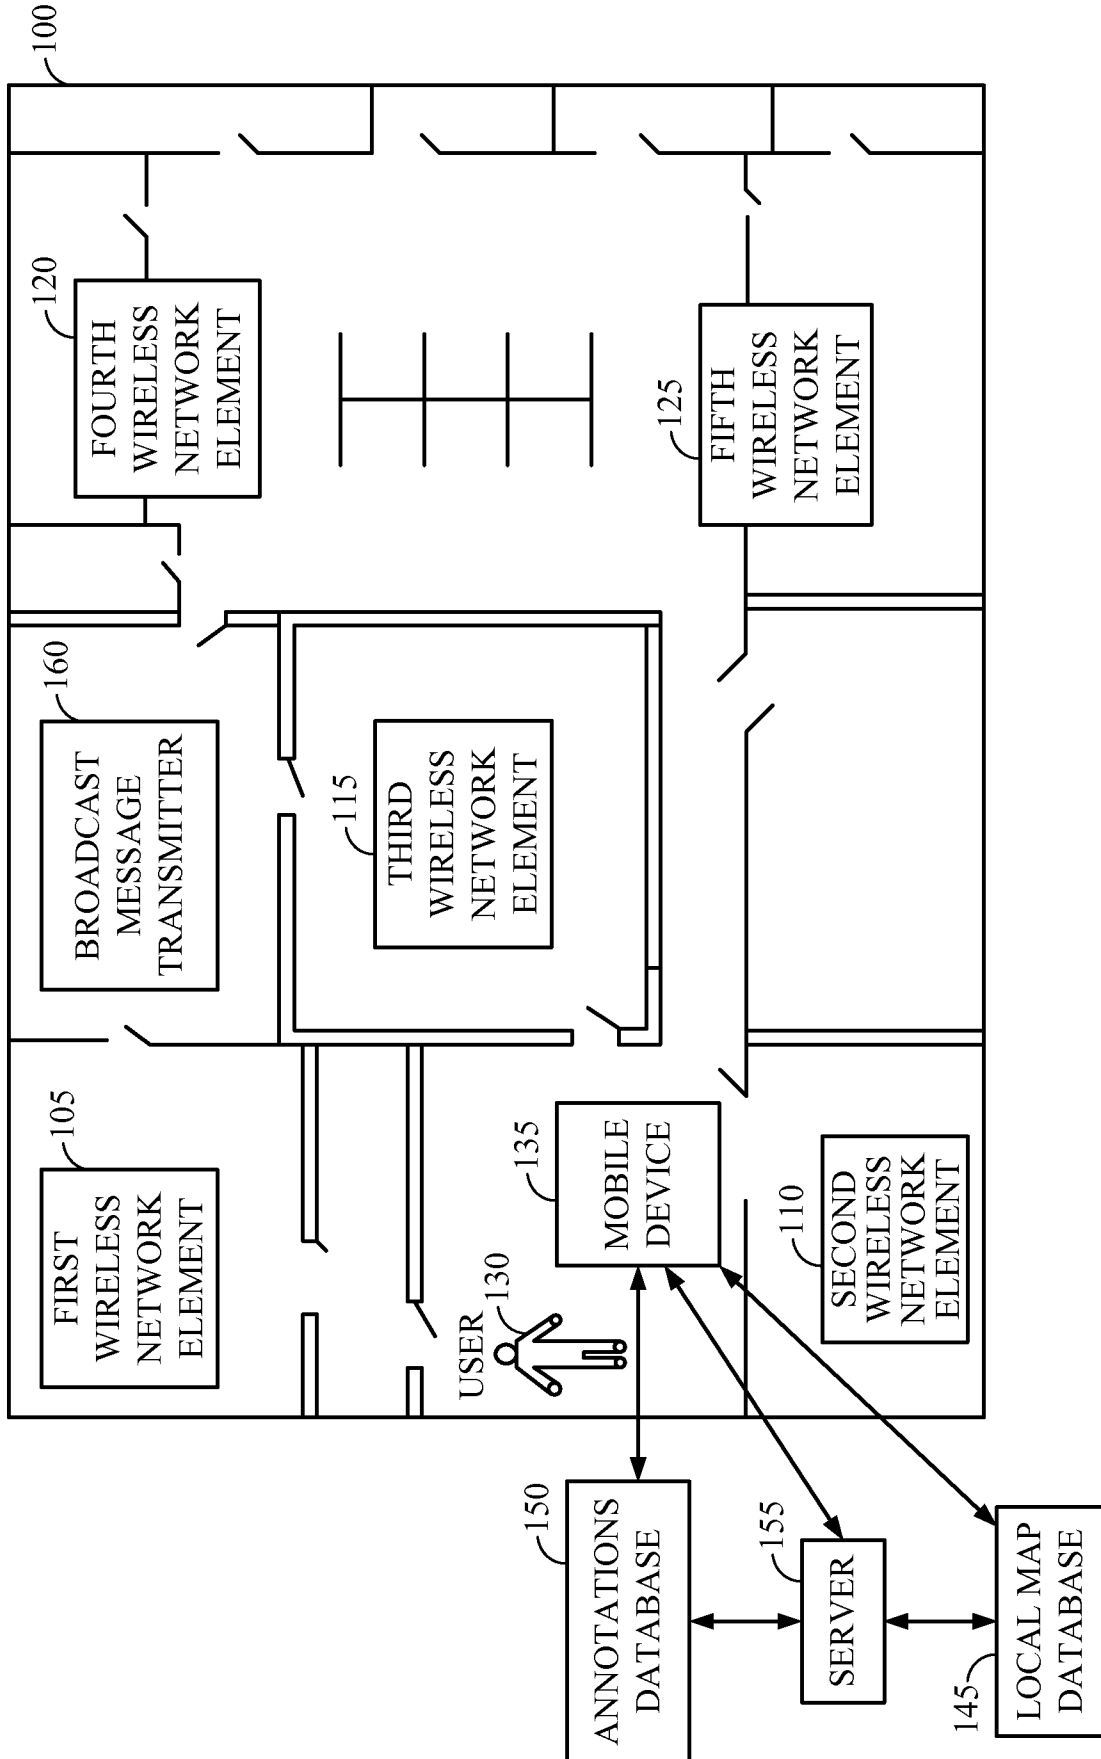 100
105
FIRST
WIRELESS
NETWORK
ELEMENT
160
BROADCAST
MESSAGE
TRANSMITTER
120
FOURTH
WIRELESS
NETWORK
ELEMENT
115
THIRD
WIRELESS
NETWORK
ELEMENT
USER
130
150
ANNOTATIONS
DATABASE
135
MOBILE
DEVICE
125
FIFTH
WIRELESS
NETWORK
ELEMENT
155
SERVER
110
SECOND
WIRELESS
NETWORK
ELEMENT
145
LOCAL MAP
DATABASE